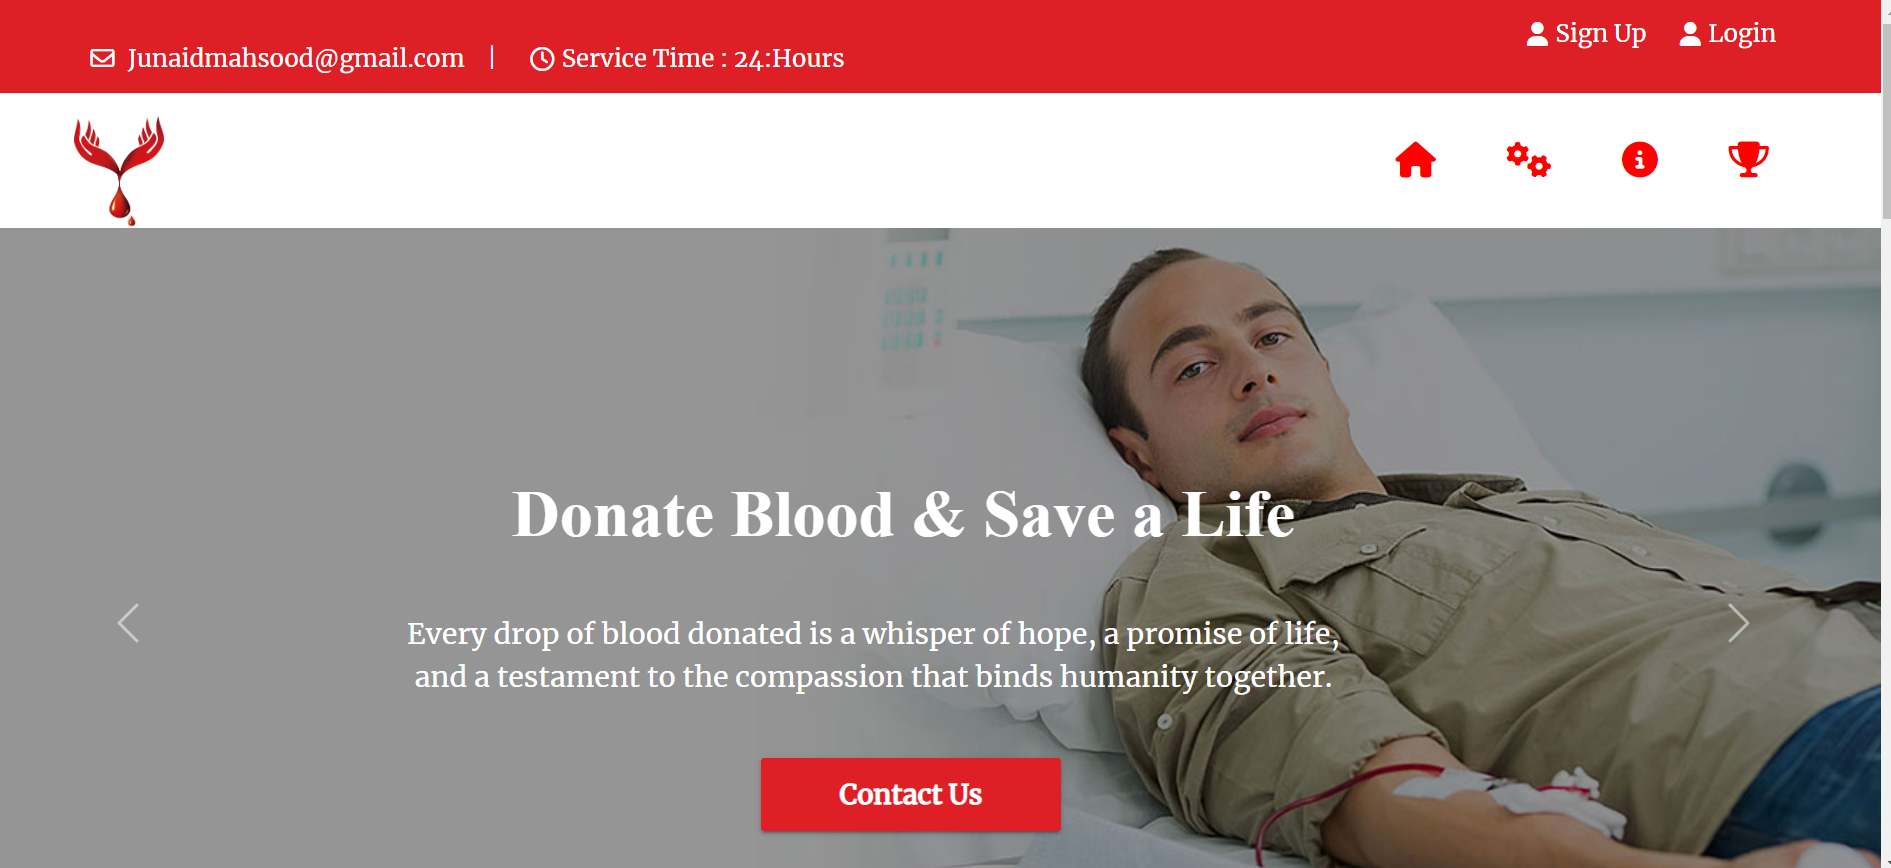 Junaidmahsood@gmail.com | Service Time : 24:Hours
Sign Up Login
Donate Blood & Save a Life
Every drop of blood donated is a whisper of hope, a promise of life,
and a testament to the compassion that binds humanity together.
Contact Us